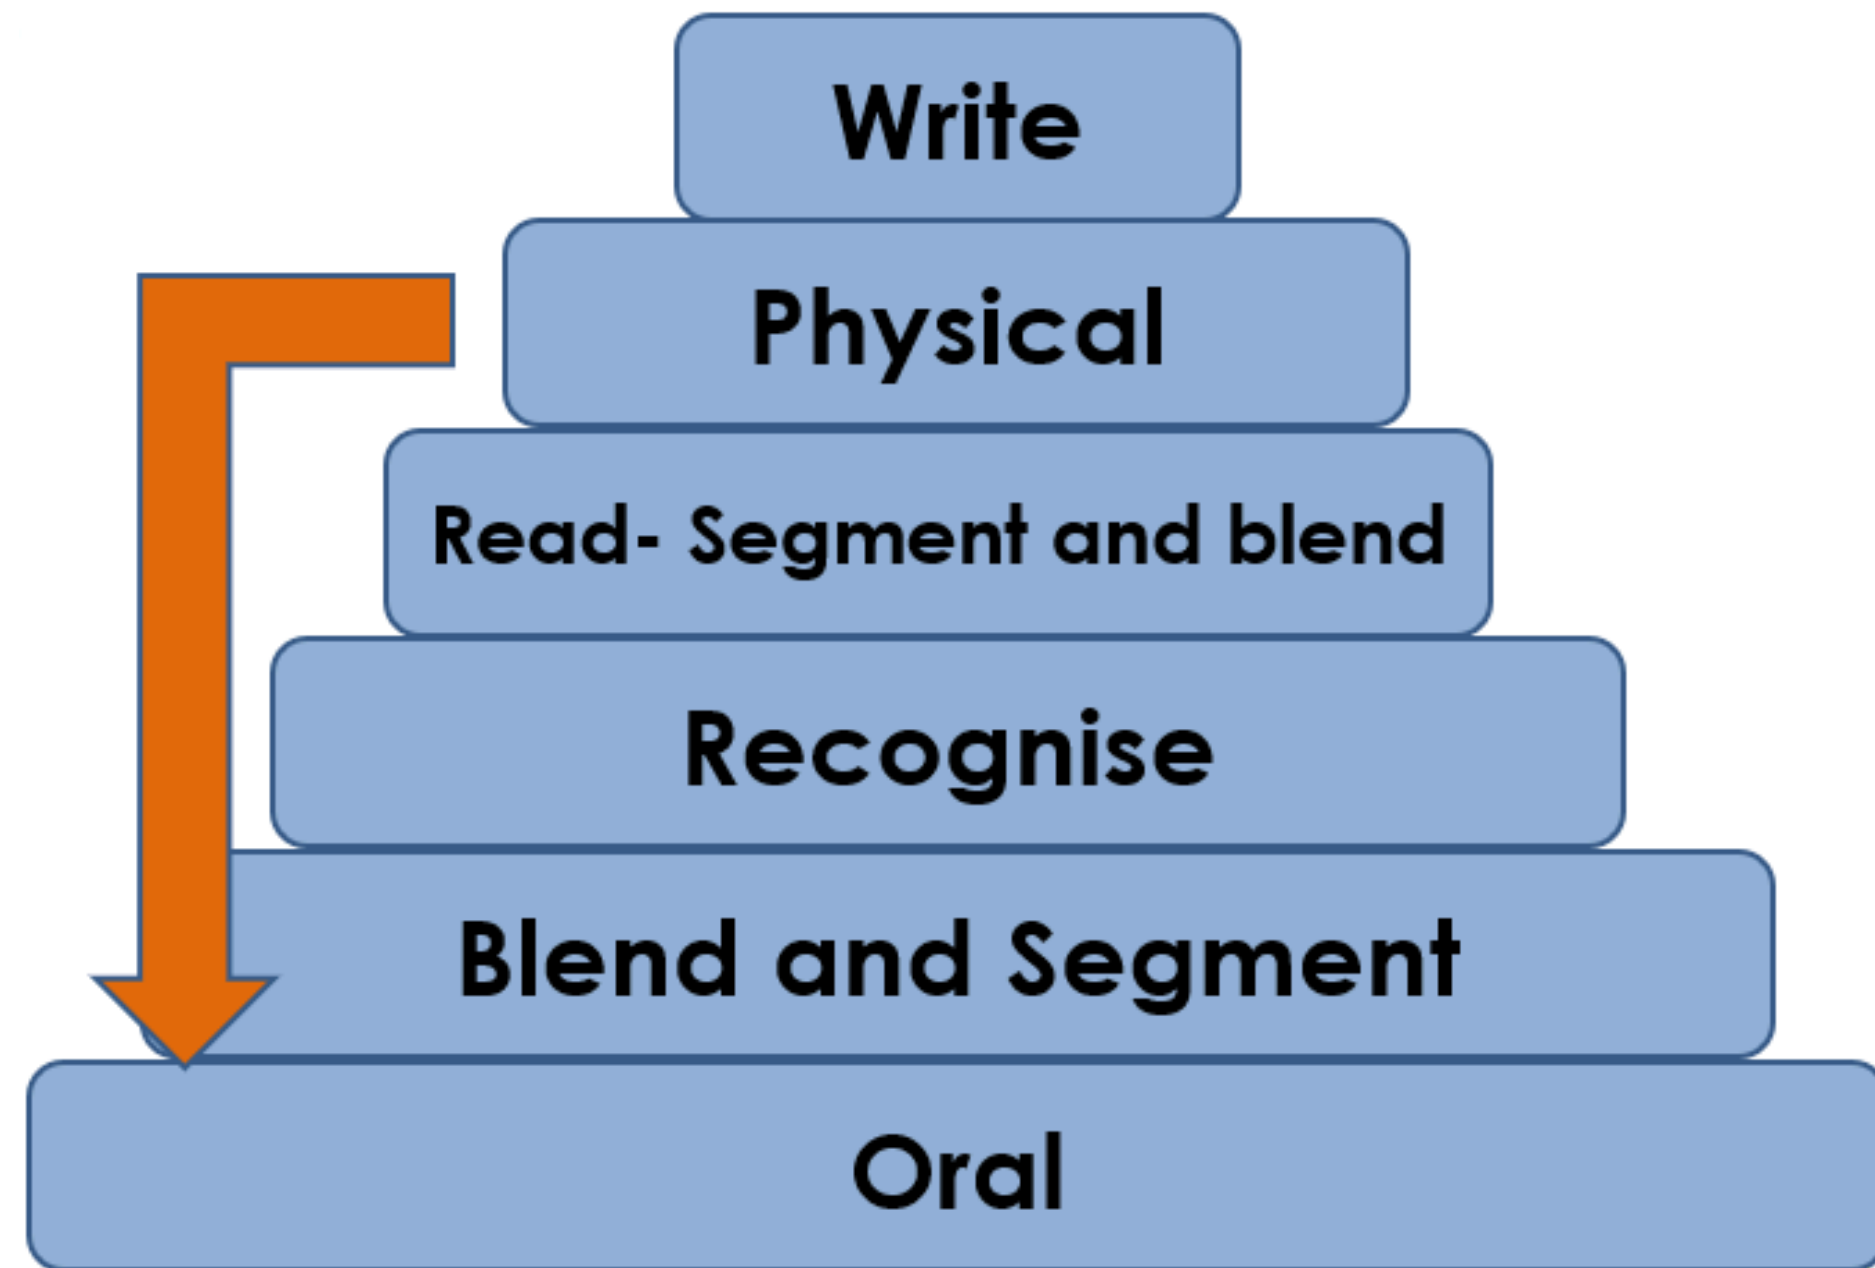 Write
Physical
Read- Segment and blend
Recognise
Blend and Segment
Oral